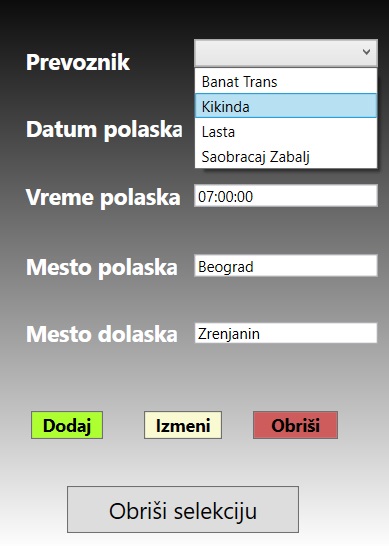 Prevoznik
Banat Trans
Kikinda
Lasta
Saobracaj Zabalj
Datum polaska
Vreme polaska 07:00:00
Mesto polaska Beograd
Mesto dolaska Zrenjanin
Dodaj Izmeni Obriši
Obriši selekciju